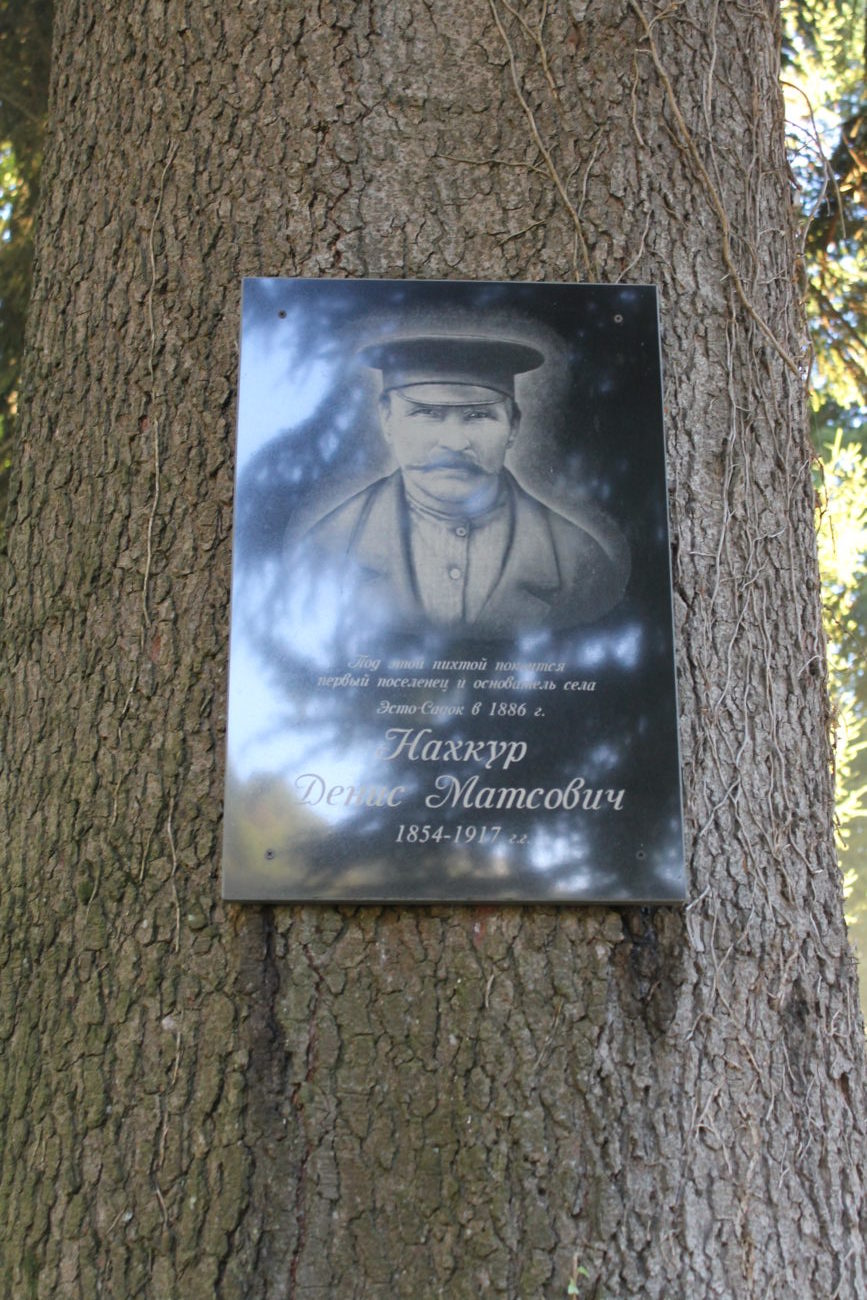 Под этой пихтой покоится
первый поселенец и основатель села
Эсто-Садок в 1886 г.
Нахкур
Денис Матсович
1854-1917 г.г.